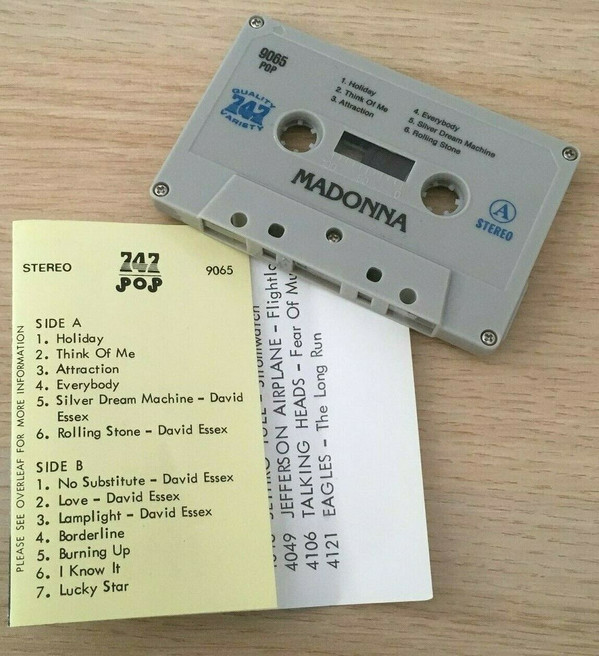 9065
POP
QUALITY
747
VARIETY
1. Holiday
2. Think Of Me
3. Attraction
4. Everybody
5. Silver Dream Machine
6. Rolling Stone
MADONNA
A
STEREO
STEREO
747
POP
9065
PLEASE SEE OVERLEAF FOR MORE INFORMATION
SIDE A
1. Holiday
2. Think Of Me
3. Attraction
4. Everybody
5. Silver Dream Machine – David
Essex
6. Rolling Stone – David Essex
SIDE B
1. No Substitute – David Essex
2. Love – David Essex
3. Lamplight – David Essex
4. Borderline
5. Burning Up
6. I Know It
7. Lucky Star
4049 JEFFERSON AIRPLANE – Flightlo
4106 TALKING HEADS – Fear Of Mu
4121 EAGLES – The Long Run